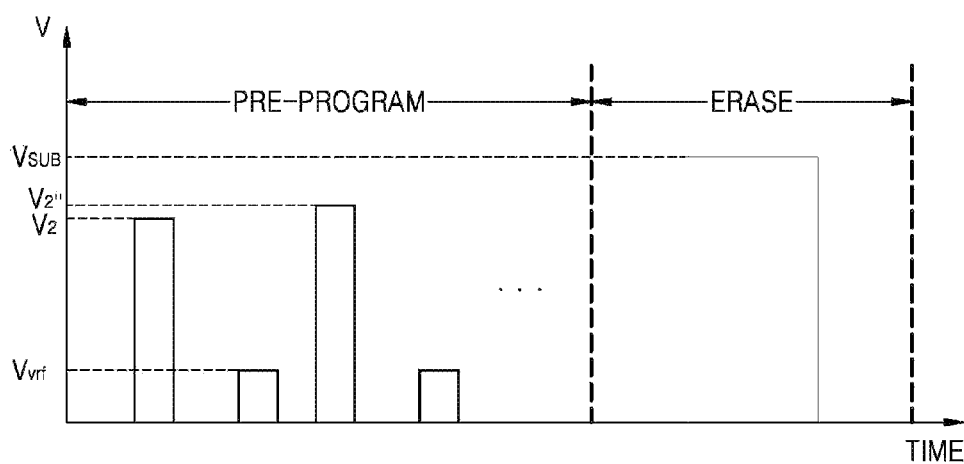 V
PRE-PROGRAM
ERASE
VSUB
V2"
V2
Vvrf
. . .
TIME